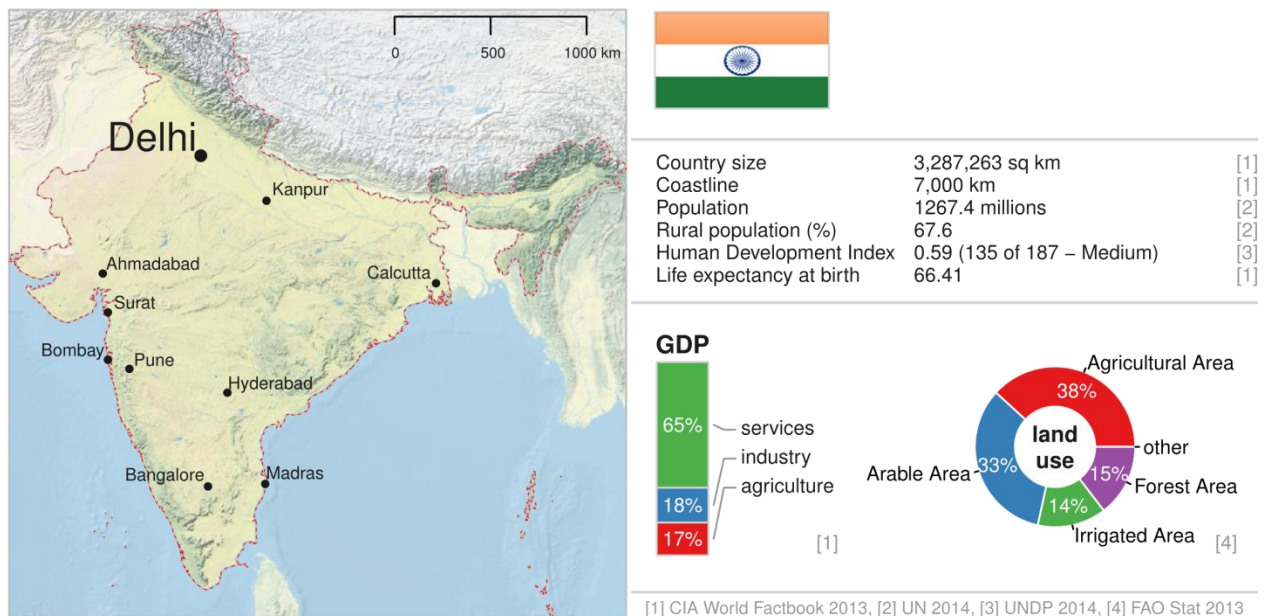 0 500 1000 km
Delhi
Kanpur
Ahmadabad
Calcutta
Surat
Bombay
Pune
Hyderabad
Bangalore
Madras
Country size 3,287,263 sq km [1]
Coastline 7,000 km [1]
Population 1267.4 millions [2]
Rural population (%) 67.6 [2]
Human Development Index 0.59 (135 of 187 – Medium) [3]
Life expectancy at birth 66.41 [1]
GDP
65%
18%
17%
services
industry
agriculture
[1]
Agricultural Area
38%
land
use
other
Arable Area
33%
15%
Forest Area
14%
Irrigated Area
[4]
[1] CIA World Factbook 2013, [2] UN 2014, [3] UNDP 2014, [4] FAO Stat 2013